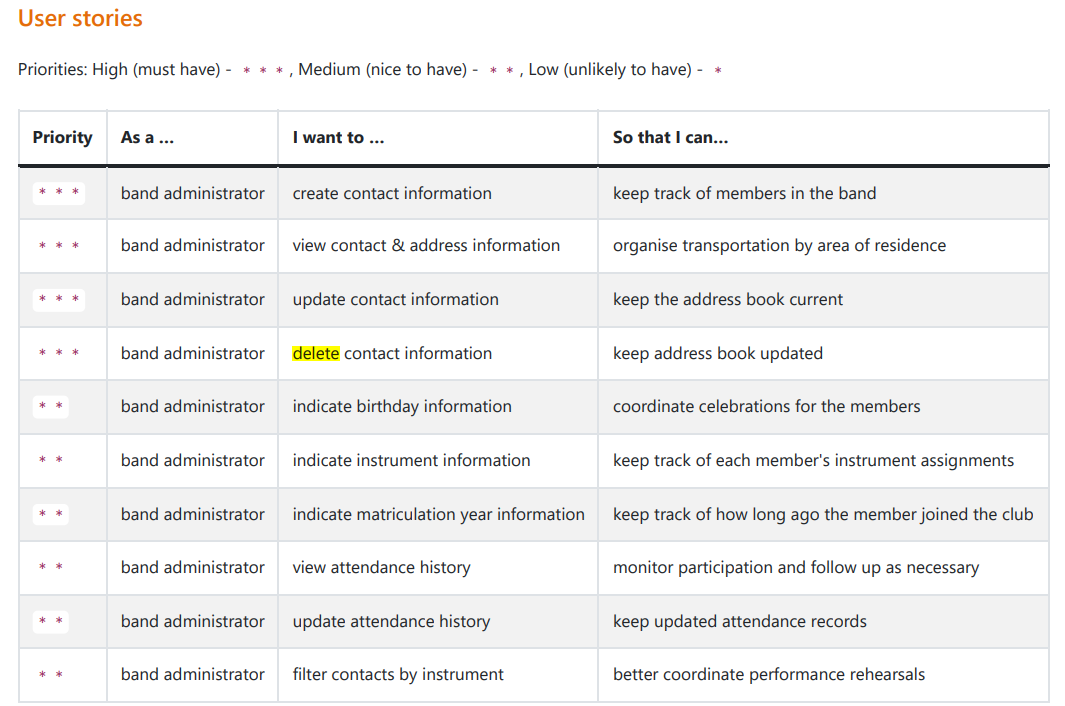 User stories
Priorities: High (must have) - * * * , Medium (nice to have) - * * , Low (unlikely to have) - *
Priority As a ... I want to ... So that I can...
* * * band administrator create contact information keep track of members in the band
* * * band administrator view contact & address information organise transportation by area of residence
* * * band administrator update contact information keep the address book current
* * * band administrator delete contact information keep address book updated
* * band administrator indicate birthday information coordinate celebrations for the members
* * band administrator indicate instrument information keep track of each member's instrument assignments
* * band administrator indicate matriculation year information keep track of how long ago the member joined the club
* * band administrator view attendance history monitor participation and follow up as necessary
* * band administrator update attendance history keep updated attendance records
* * band administrator filter contacts by instrument better coordinate performance rehearsals